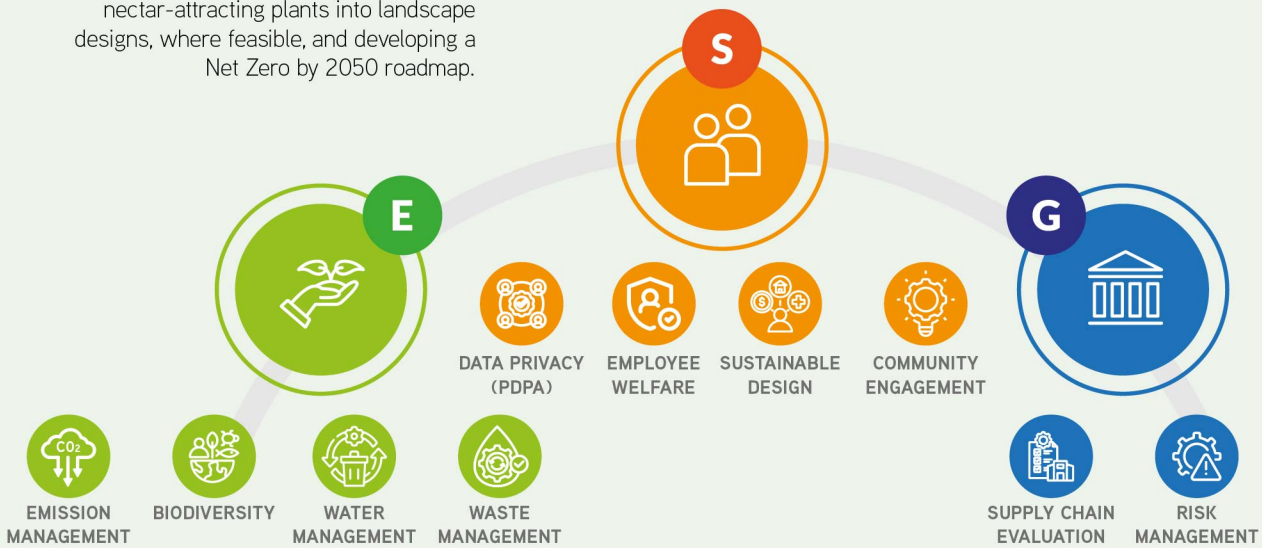 nectar-attracting plants into landscape
designs, where feasible, and developing a
Net Zero by 2050 roadmap.
S
E
G
DATA PRIVACY
(PDPA)
EMPLOYEE
WELFARE
SUSTAINABLE
DESIGN
COMMUNITY
ENGAGEMENT
CO2
EMISSION
MANAGEMENT
BIODIVERSITY
WATER
MANAGEMENT
WASTE
MANAGEMENT
SUPPLY CHAIN
EVALUATION
RISK
MANAGEMENT